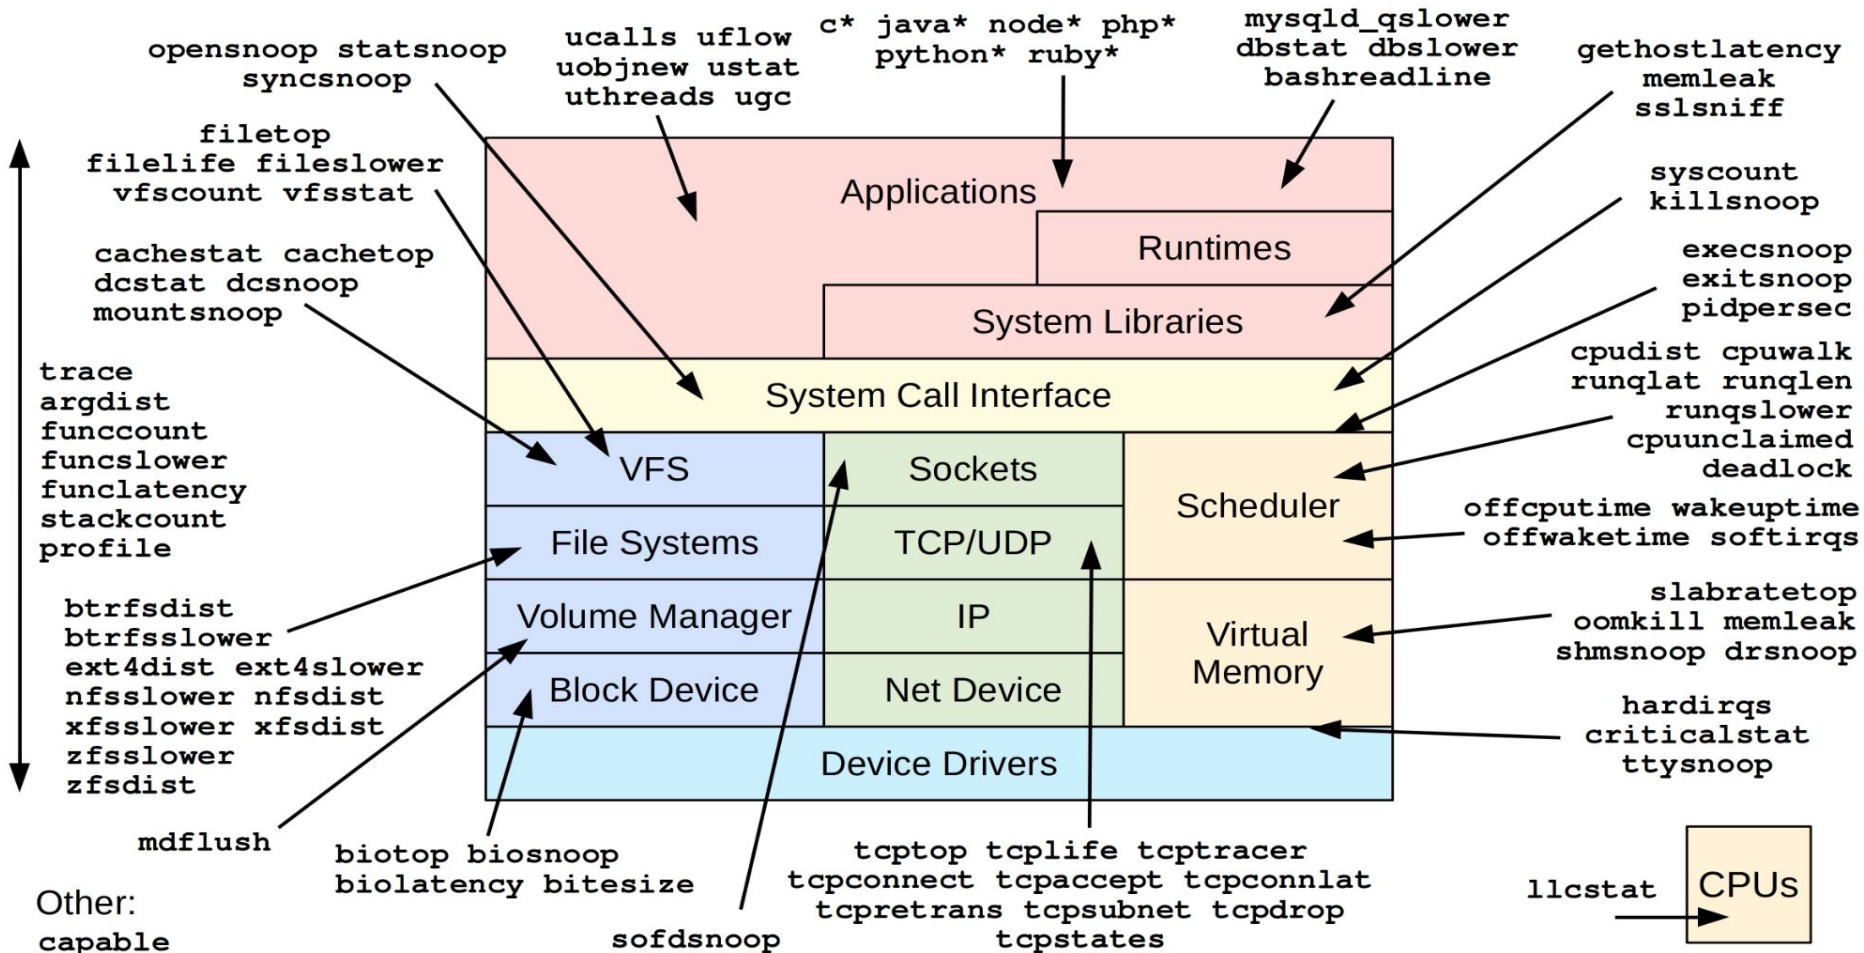 opensnoop statsnoop
syncsnoop
ucalls uflow
uobjnew ustat
uthreads ugc
c* java* node* php*
python* ruby*
mysqld_qslower
dbstat dbslower
bashreadline
gethostlatency
memleak
sslsniff
filetop
filelife fileslower
vfscount vfsstat
syscount
killsnoop
cachestat cachetop
dcstat dcsnoop
mountsnoop
execsnoop
exitsnoop
pidpersec
trace
argdist
funccount
funcslower
funclatency
stackcount
profile
cpudist cpuwalk
runqlat runqlen
runqslower
cpuunclaimed
deadlock
offcputime wakeuptime
offwaketime softirqs
btrfsdist
btrfsslower
ext4dist ext4slower
nfsslower nfsdist
xfsslower xfsdist
zfsslower
zfsdist
slabratetop
oomkill memleak
shmsnoop drsnoop
hardirqs
criticalstat
ttysnoop
Applications
Runtimes
System Libraries
System Call Interface
VFS
Sockets
Scheduler
File Systems
TCP/UDP
Volume Manager
IP
Virtual
Memory
Block Device
Net Device
Device Drivers
mdflush
biotop biosnoop
biolatency bitesize
tcptop tcplife tcptracer
tcpconnect tcpaccept tcpconnlat
tcpretrans tcpsubnet tcpdrop
tcpstates
sofdsnoop
llcstat
CPUs
Other:
capable